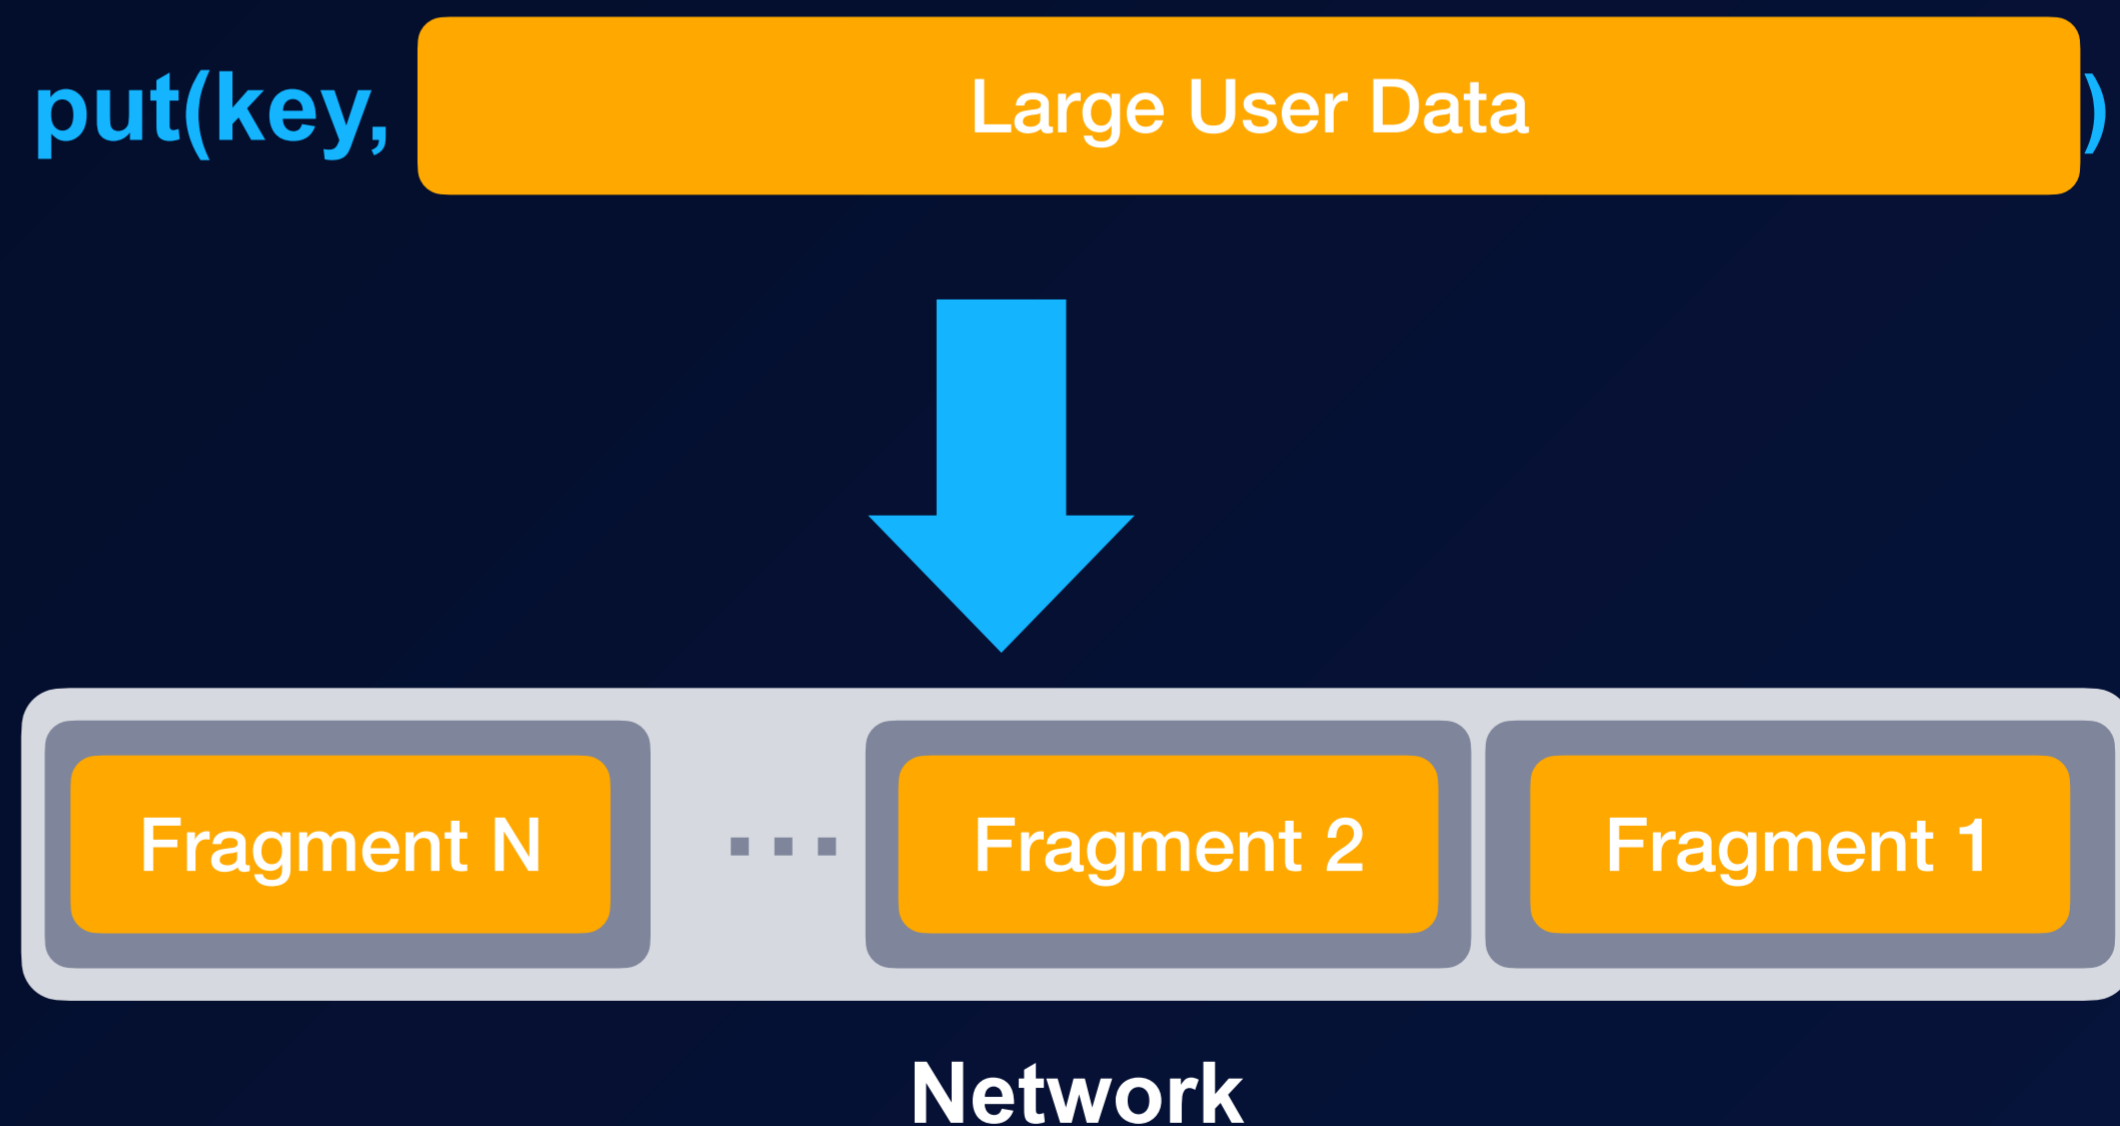 put(key, Large User Data )
Fragment N ... Fragment 2 Fragment 1
Network